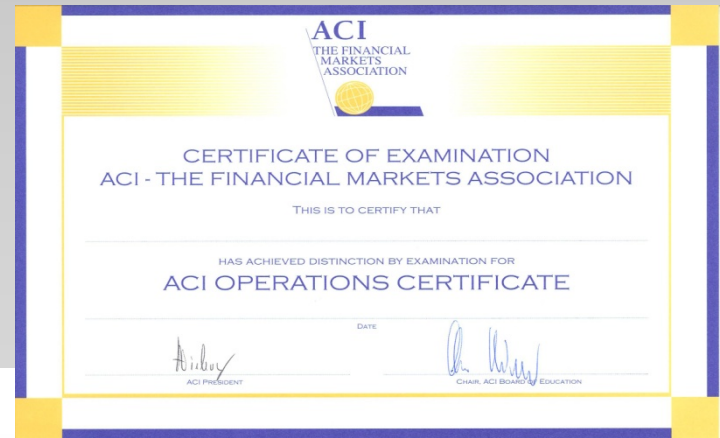 ACI
THE FINANCIAL
MARKETS
ASSOCIATION
CERTIFICATE OF EXAMINATION
ACI - THE FINANCIAL MARKETS ASSOCIATION
THIS IS TO CERTIFY THAT
HAS ACHIEVED DISTINCTION BY EXAMINATION FOR
ACI OPERATIONS CERTIFICATE
DATE
ACI PRESIDENT
CHAIR, ACI BOARD OF EDUCATION